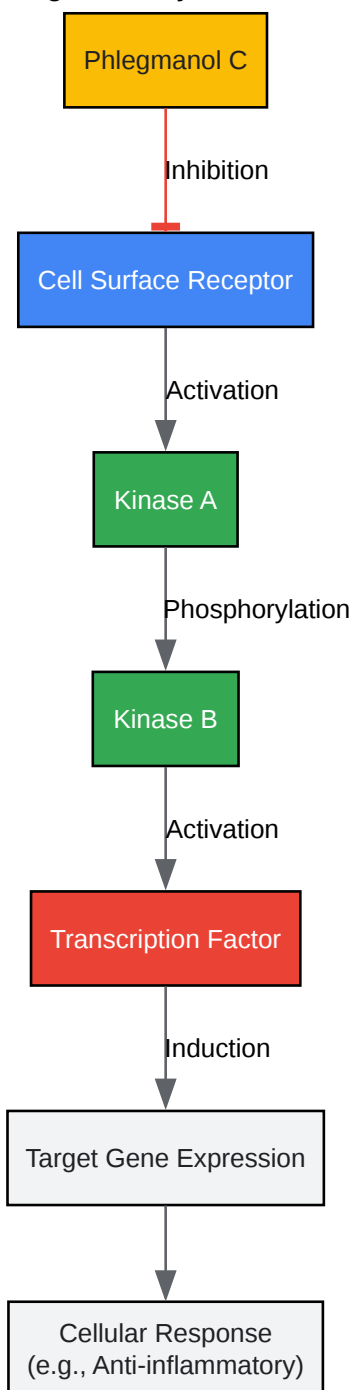 Phlegmanol C
Inhibition
Cell Surface Receptor
Activation
Kinase A
Phosphorylation
Kinase B
Activation
Transcription Factor
Induction
Target Gene Expression
Cellular Response
(e.g., Anti-inflammatory)